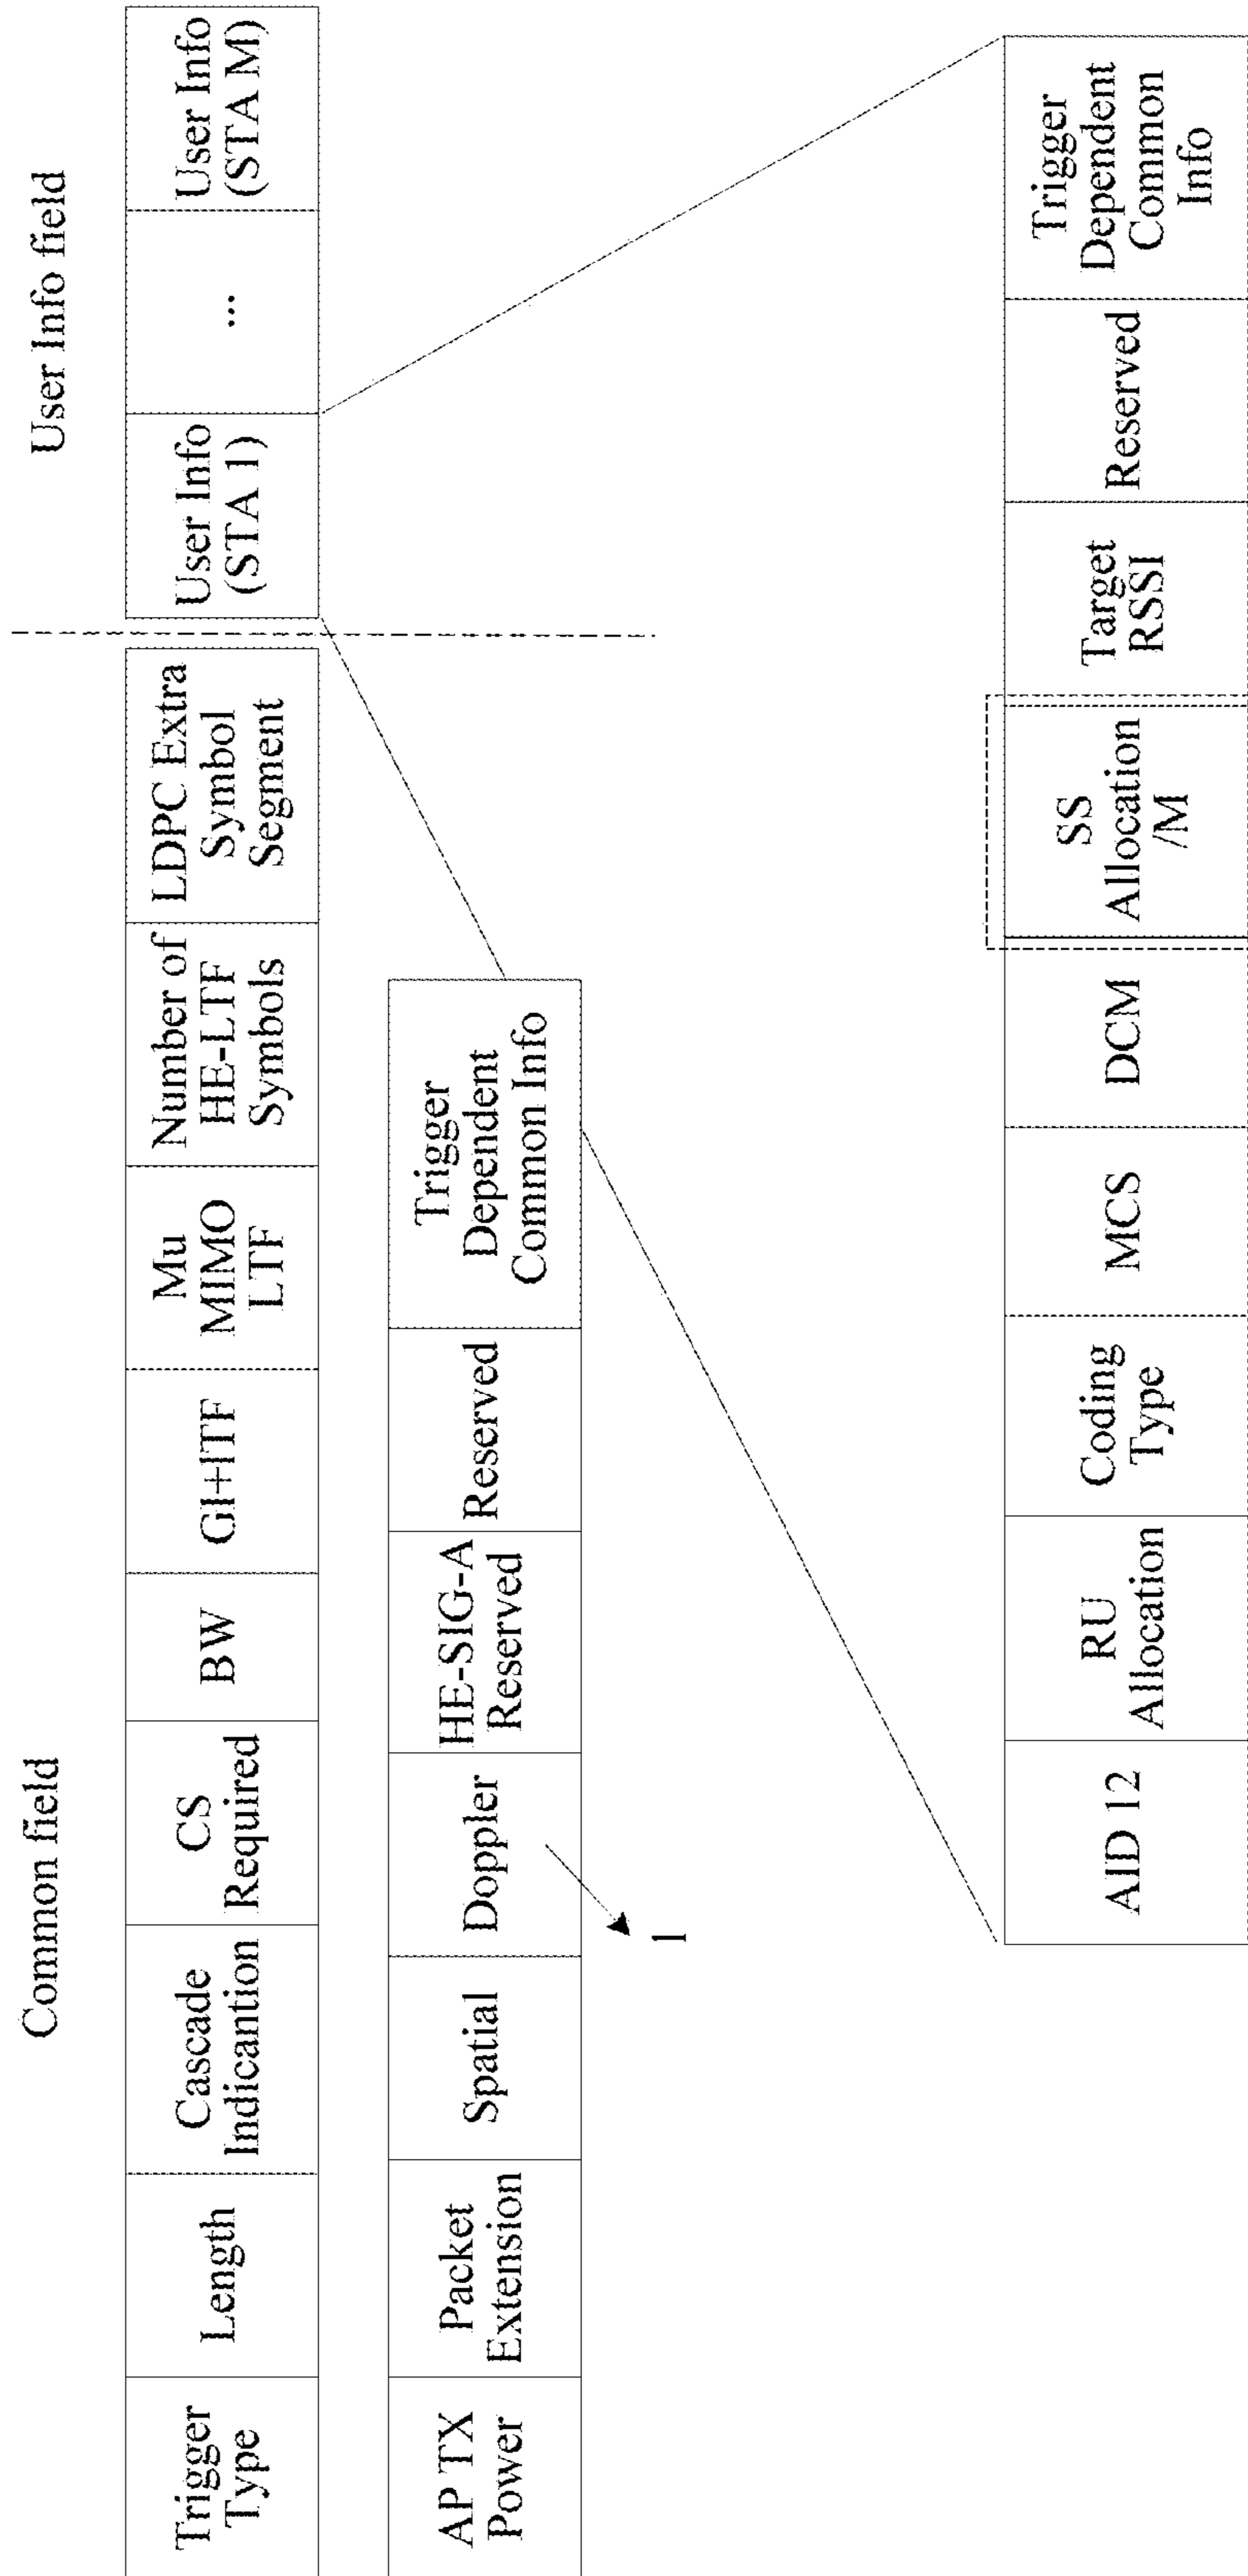 Common field
User Info field
Trigger
Type
Length
Cascade
Indicantion
CS
Required
BW
GI+ITF
Mu
MIMO
LTF
Number of
HE-LTF
Symbols
LDPC Extra
Symbol
Segment
User Info
(STA 1)
...
User Info
(STA M)
AP TX
Power
Packet
Extension
Spatial
Doppler
HE-SIG-A
Reserved
Reserved
Trigger
Dependent
Common Info
1
AID 12
RU
Allocation
Coding
Type
MCS
DCM
SS
Allocation
/M
Target
RSSI
Reserved
Trigger
Dependent
Common
Info